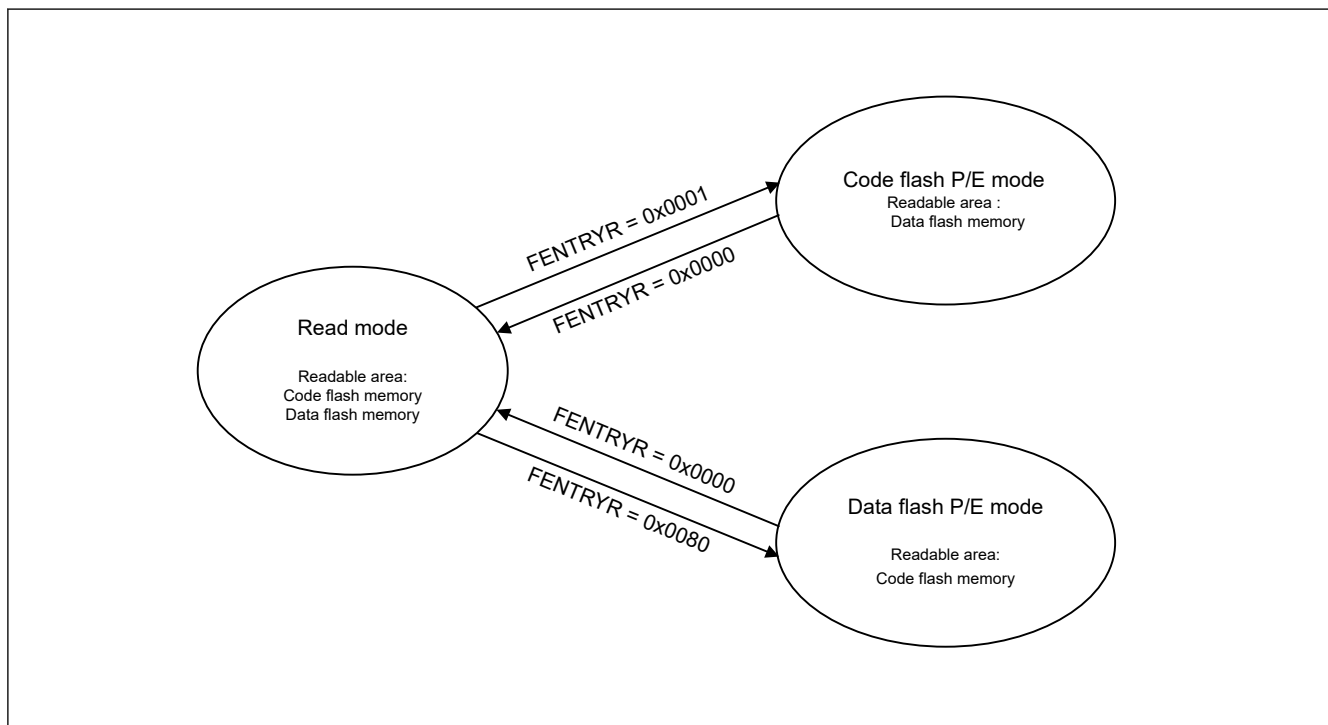 Code flash P/E mode
Readable area :
Data flash memory
FENTRYR = 0x0001
FENTRYR = 0x0000
Read mode
Readable area:
Code flash memory
Data flash memory
FENTRYR = 0x0000
FENTRYR = 0x0080
Data flash P/E mode
Readable area:
Code flash memory